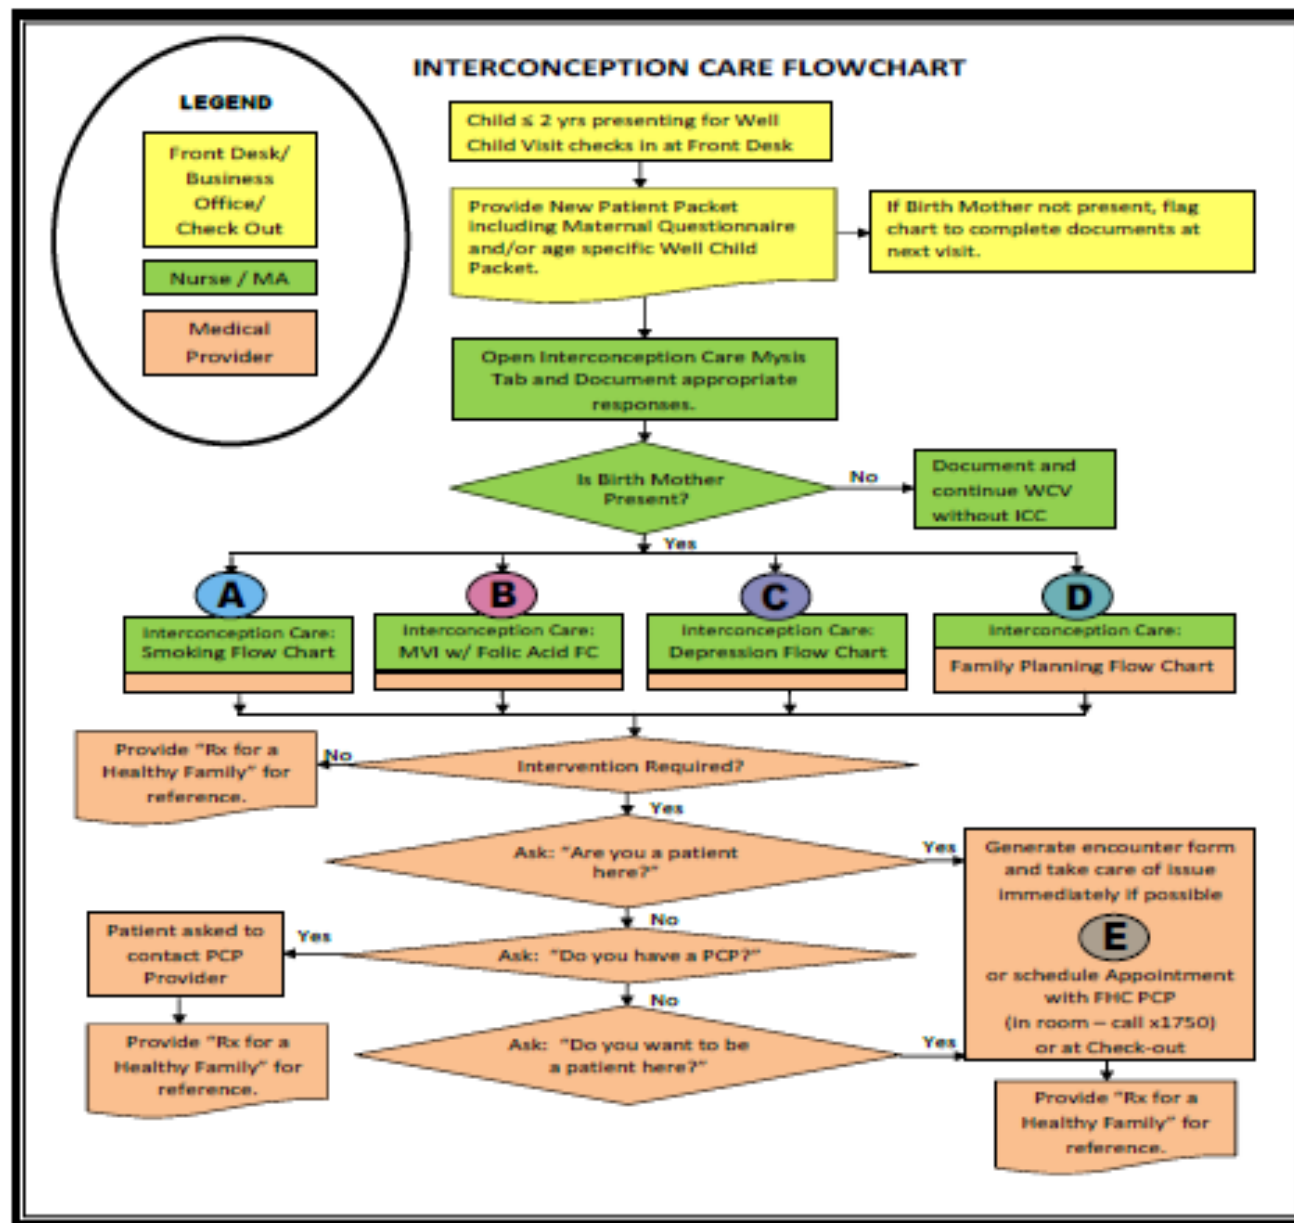 INTERCONCEPTION CARE FLOWCHART
LEGEND
Front Desk/
Business
Office/
Check Out
Nurse / MA
Medical
Provider
Child ≤ 2 yrs presenting for Well
Child Visit checks in at Front Desk
Provide New Patient Packet
including Maternal Questionnaire
and/or age specific Well Child
Packet.
If Birth Mother not present, flag
chart to complete documents at
next visit.
Open Interconception Care Mysis
Tab and Document appropriate
responses.
Is Birth Mother
Present?
No
Document and
continue WCV
without ICC
Yes
A
Interconception Care:
Smoking Flow Chart
B
Interconception Care:
MVI w/ Folic Acid FC
C
Interconception Care:
Depression Flow Chart
D
Interconception Care:
Family Planning Flow Chart
Intervention Required?
No
Provide "Rx for a
Healthy Family" for
reference.
Yes
Ask: "Are you a patient
here?"
Yes
Generate encounter form
and take care of issue
immediately if possible
E
or schedule Appointment
with FHC PCP
(in room – call x1750)
or at Check-out
No
Ask: "Do you have a PCP?"
Yes
Patient asked to
contact PCP
Provider
Provide "Rx for a
Healthy Family" for
reference.
No
Ask: "Do you want to be
a patient here?"
Yes
Provide "Rx for a
Healthy Family" for
reference.